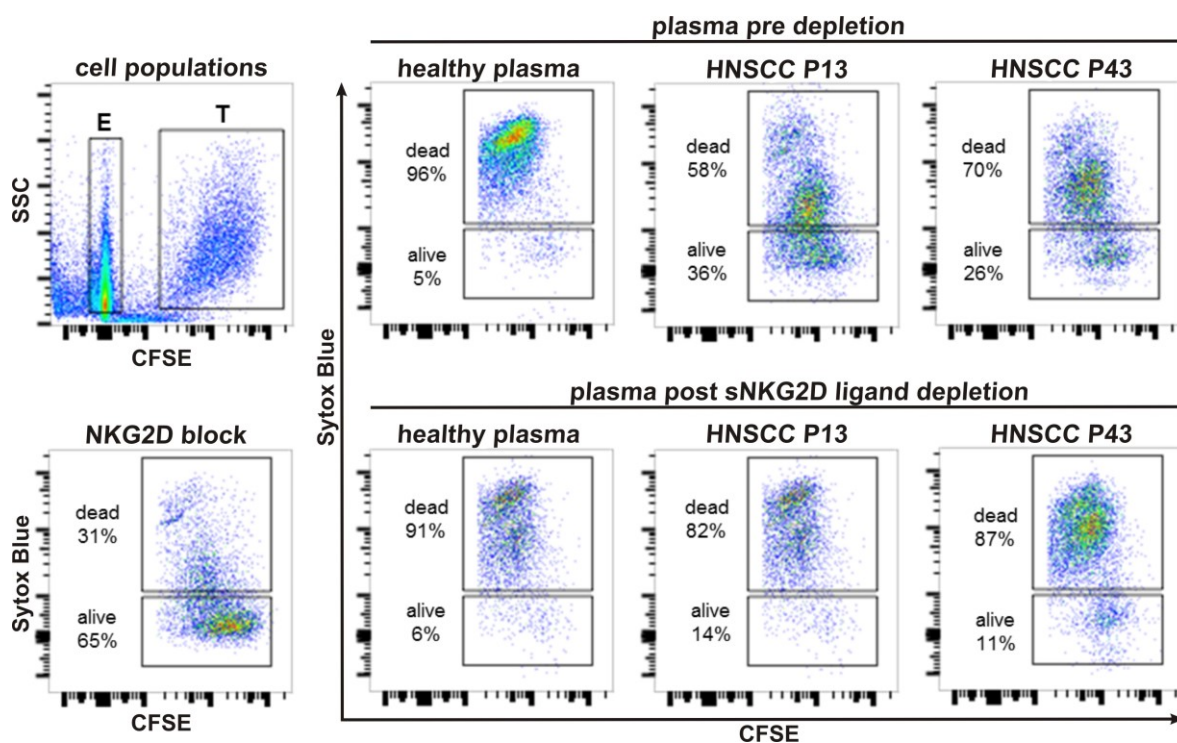 plasma pre depletion
cell populations
healthy plasma
HNSCC P13
HNSCC P43
E
T
SSC
CFSE
dead
96%
alive
5%
dead
58%
alive
36%
dead
70%
alive
26%
Sytox Blue
plasma post sNKG2D ligand depletion
NKG2D block
healthy plasma
HNSCC P13
HNSCC P43
Sytox Blue
dead
31%
alive
65%
CFSE
dead
91%
alive
6%
dead
82%
alive
14%
dead
87%
alive
11%
CFSE